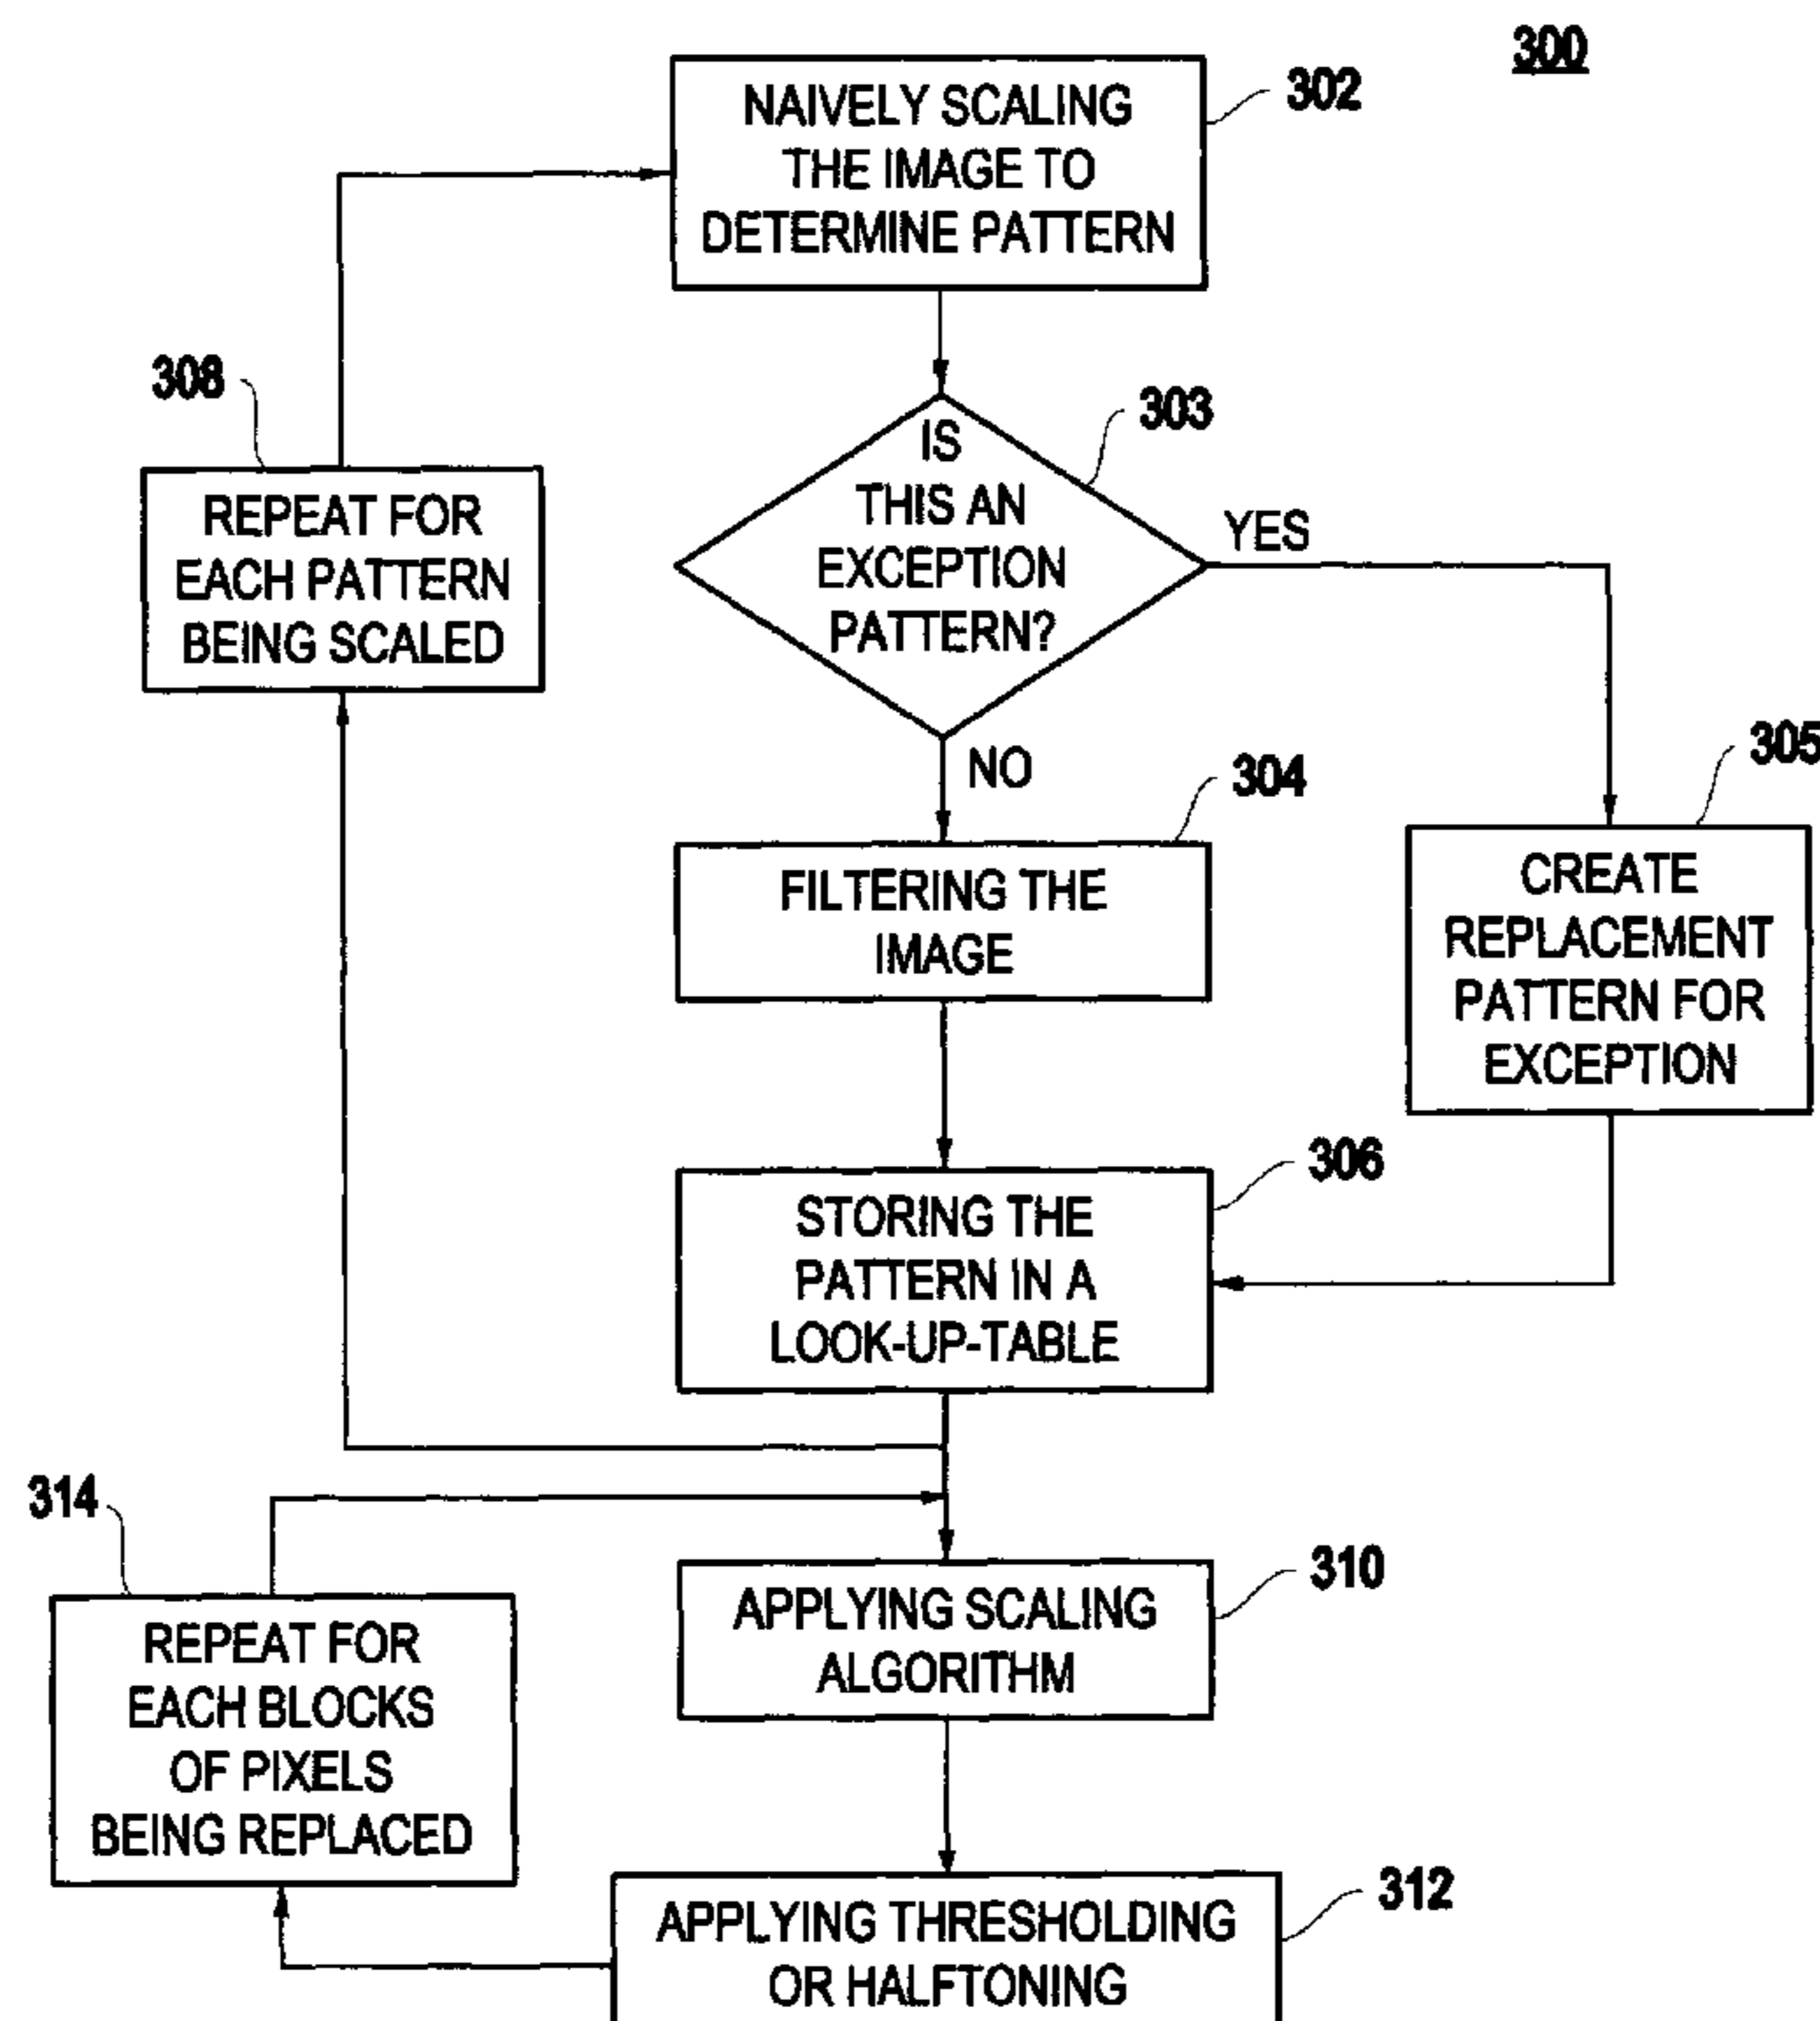 300
NAIVELY SCALING
THE IMAGE TO
DETERMINE PATTERN
302
308
303
IS
THIS AN
EXCEPTION
PATTERN?
YES
REPEAT FOR
EACH PATTERN
BEING SCALED
NO
304
305
FILTERING THE
IMAGE
CREATE
REPLACEMENT
PATTERN FOR
EXCEPTION
306
STORING THE
PATTERN IN A
LOOK-UP-TABLE
314
310
APPLYING SCALING
ALGORITHM
REPEAT FOR
EACH BLOCKS
OF PIXELS
BEING REPLACED
312
APPLYING THRESHOLDING
OR HALFTONING